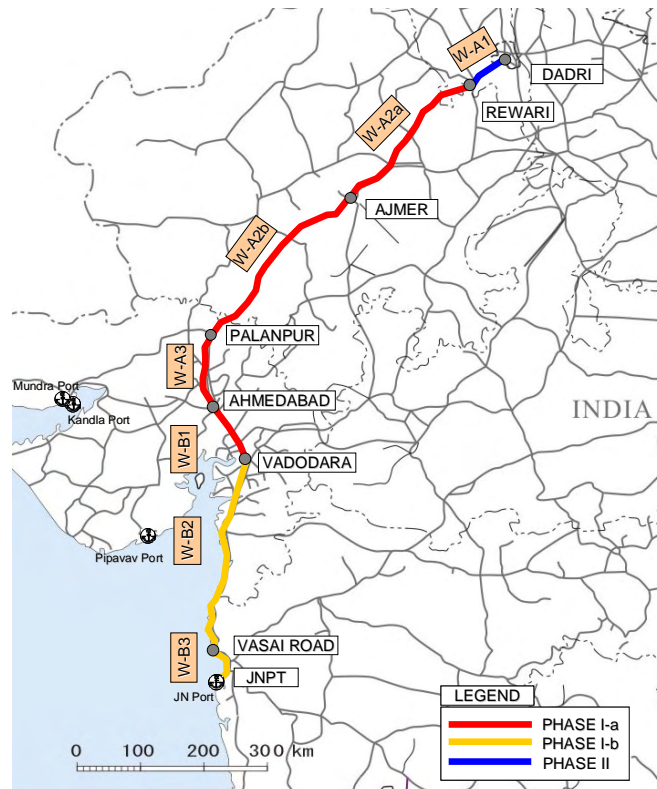 W-A1
DADRI
REWARI
W-A2a
AJMER
W-A2b
PALANPUR
W-A3
Mundra Port
AHMEDABAD
Kandla Port
INDIA
W-B1
VADODARA
W-B2
Pipavav Port
W-B3
VASAI ROAD
JNPT
JN Port
LEGEND
PHASE I-a
PHASE I-b
PHASE II
0 100 200 300 km